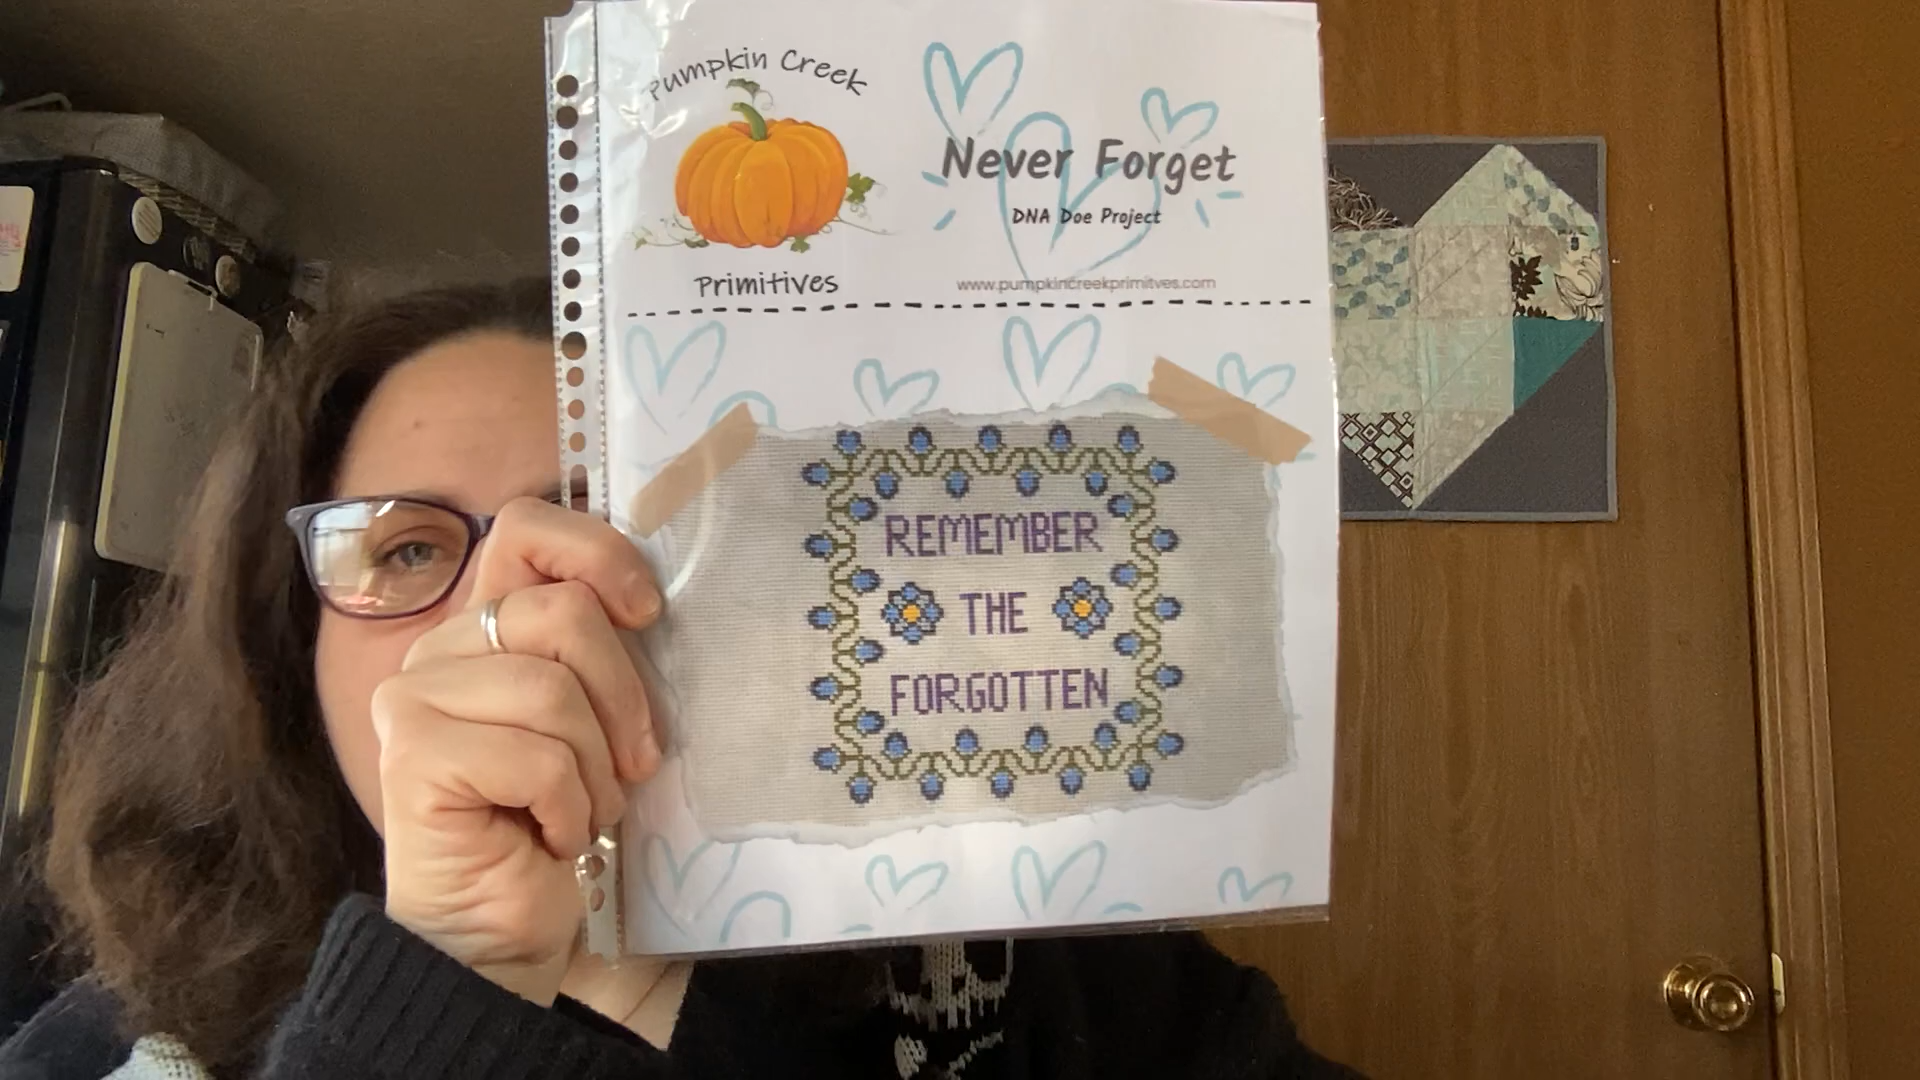 Pumpkin Creek
Primitives
Never Forget
DNA Doe Project
www.pumpkincreekprimitves.com
REMEMBER
THE
FORGOTTEN